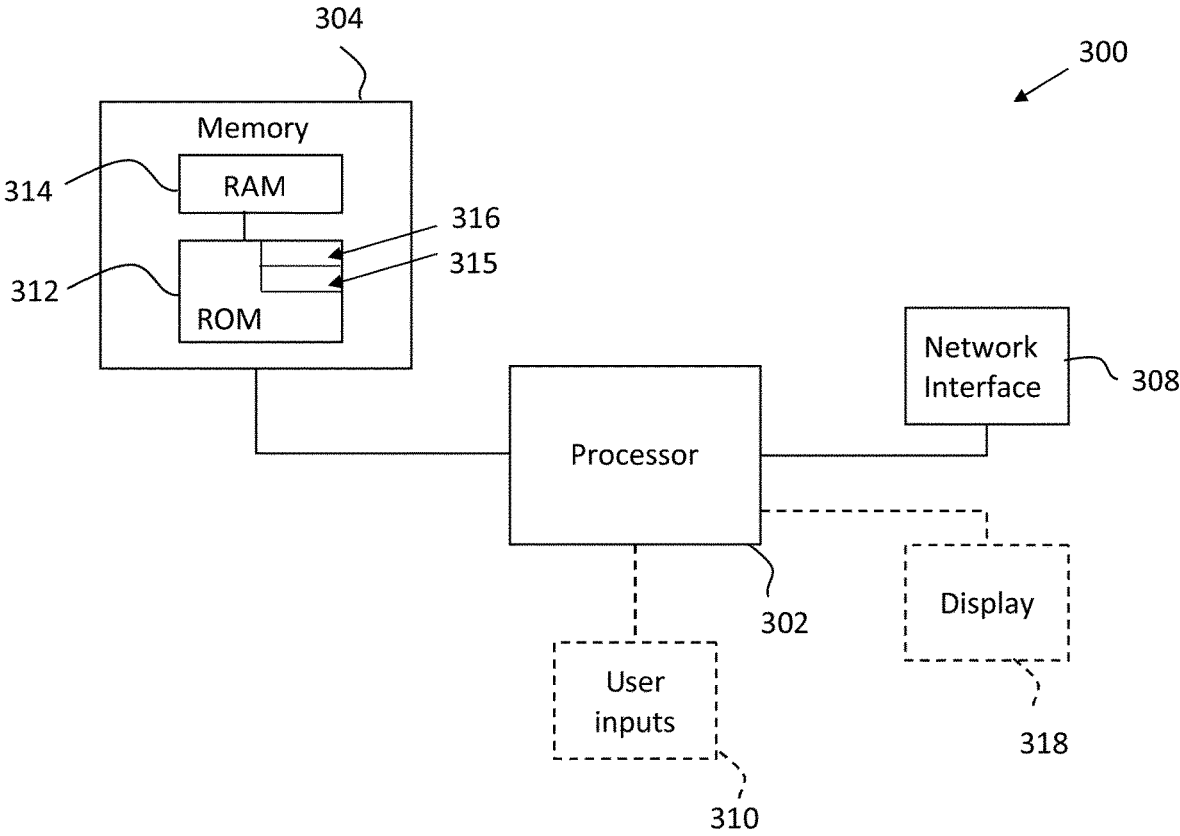 304
300
Memory
314
RAM
316
315
312
ROM
Network
Interface
308
Processor
302
Display
User
inputs
318
310